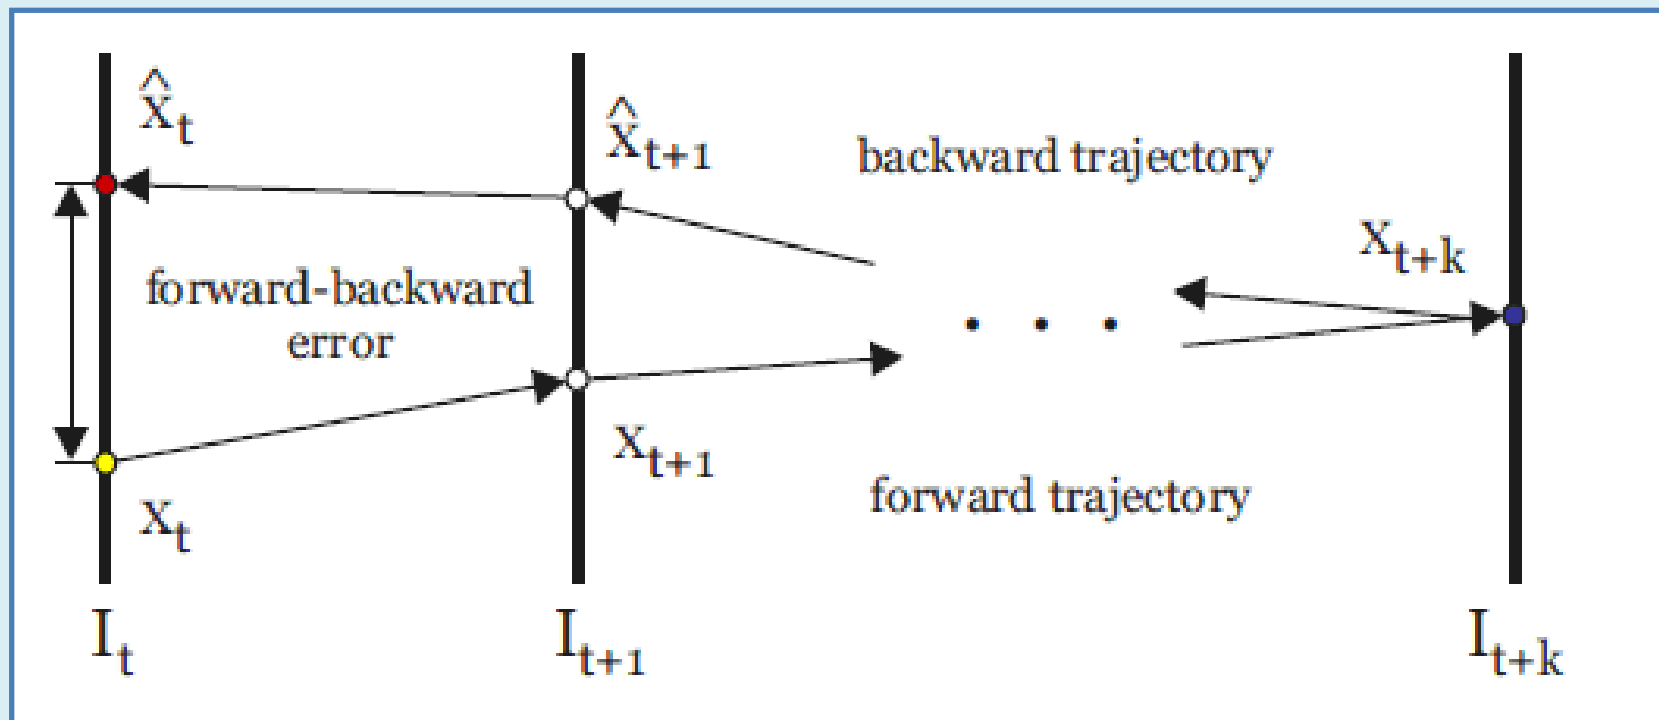 x̂ₜ
x̂ₜ₊₁
backward trajectory
xₜ₊ₖ
forward-backward
error
xₜ₊₁
forward trajectory
xₜ
Iₜ
Iₜ₊₁
Iₜ₊ₖ